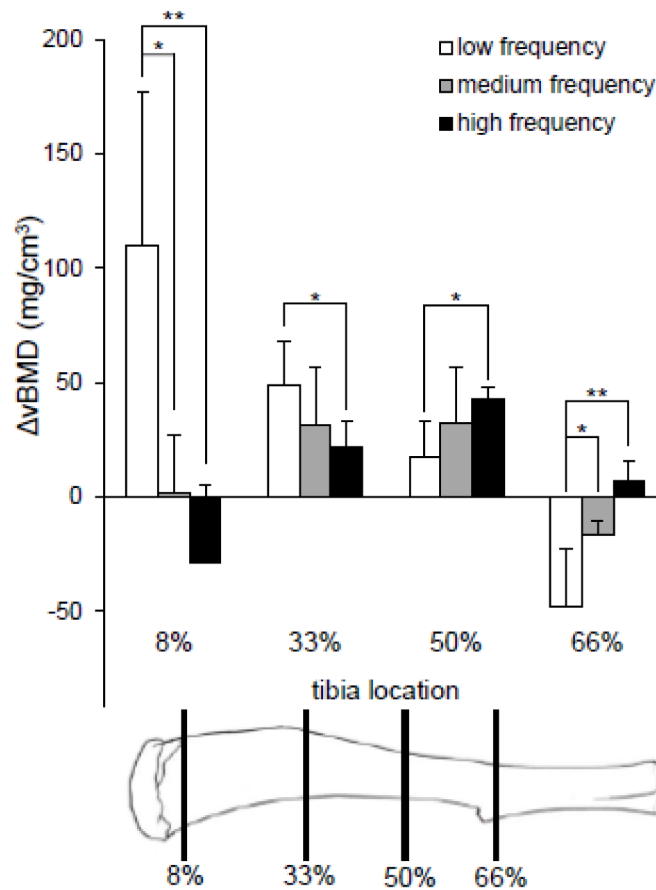 200
150
100
50
0
-50
ΔvBMD (mg/cm³)
**
*
*
*
**
*
low frequency
medium frequency
high frequency
8% 33% 50% 66%
tibia location
8% 33% 50% 66%